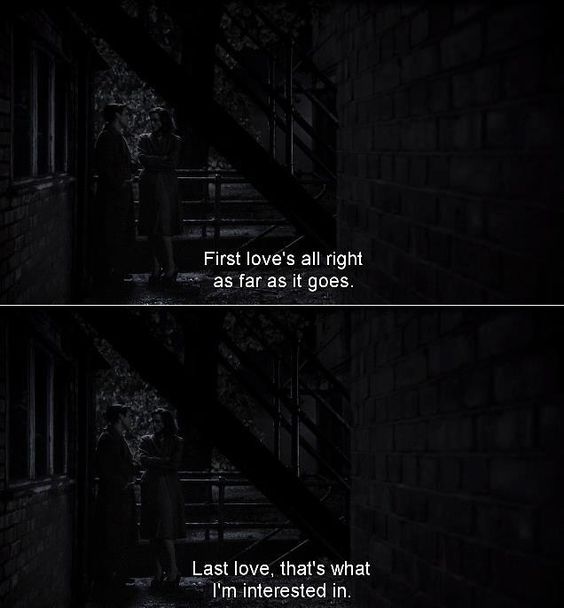 First love's all right
as far as it goes.
Last love, that's what
I'm interested in.